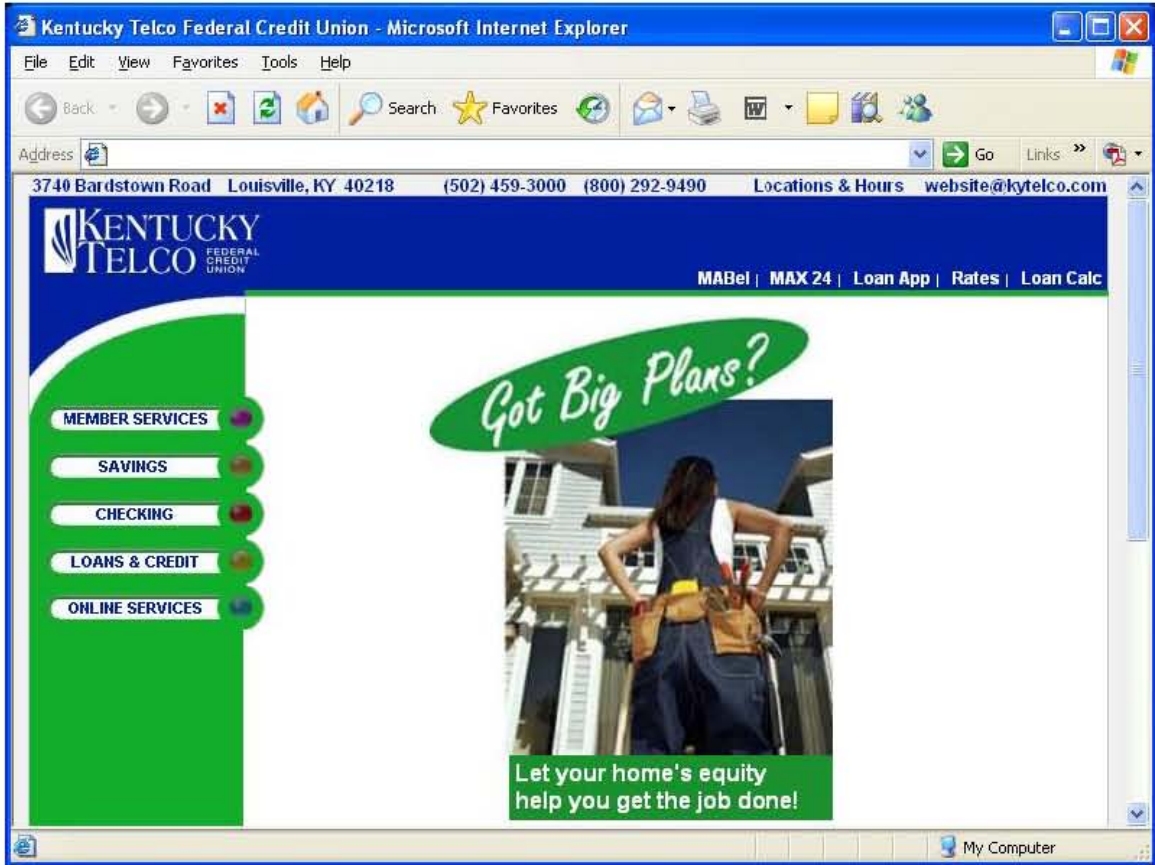 Kentucky Telco Federal Credit Union - Microsoft Internet Explorer
File Edit View Favorites Tools Help
Back Search Favorites
Address Go Links »
3740 Bardstown Road Louisville, KY 40218 (502) 459-3000 (800) 292-9490 Locations & Hours website@kytelco.com
KENTUCKY
TELCO FEDERAL CREDIT UNION
MABel | MAX 24 | Loan App | Rates | Loan Calc
Got Big Plans?
MEMBER SERVICES
SAVINGS
CHECKING
LOANS & CREDIT
ONLINE SERVICES
Let your home's equity
help you get the job done!
My Computer